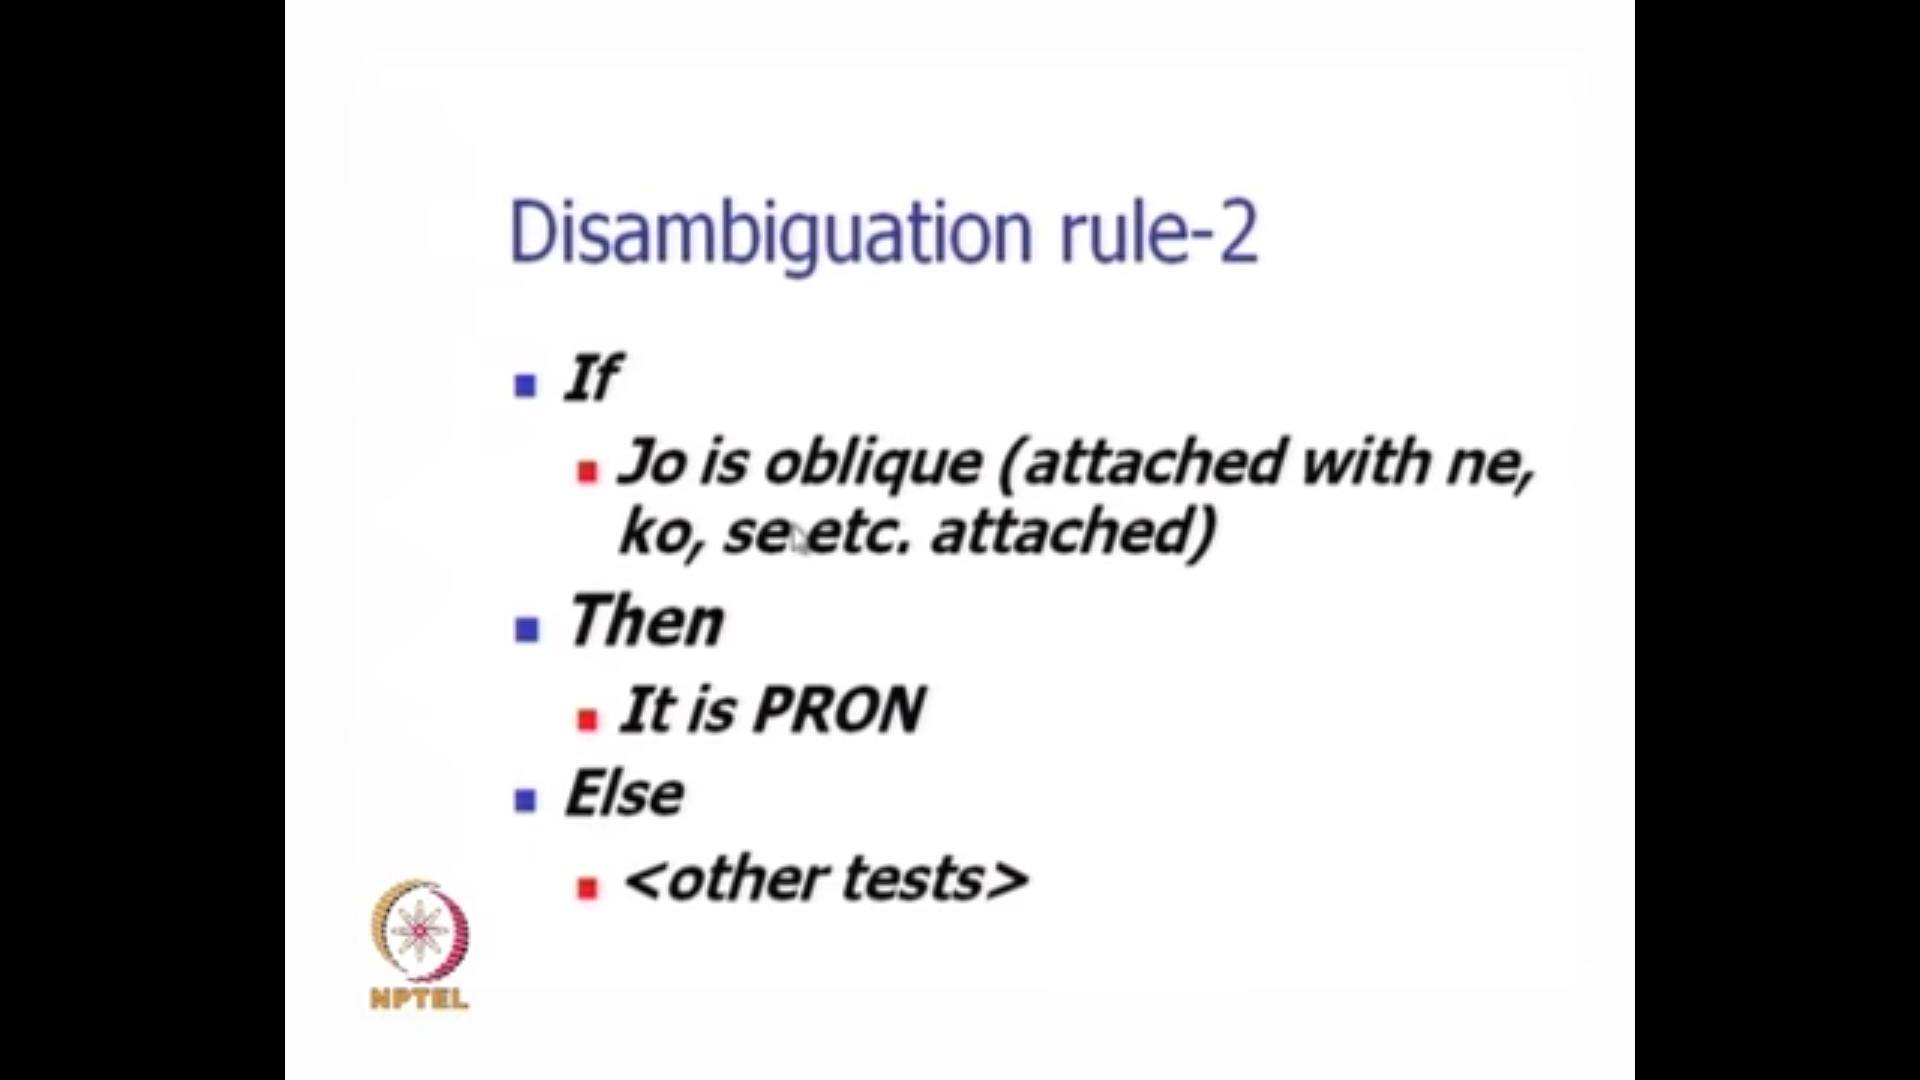 Disambiguation rule-2
If
Jo is oblique (attached with ne,
ko, se etc. attached)
Then
It is PRON
Else
<other tests>
NPTEL